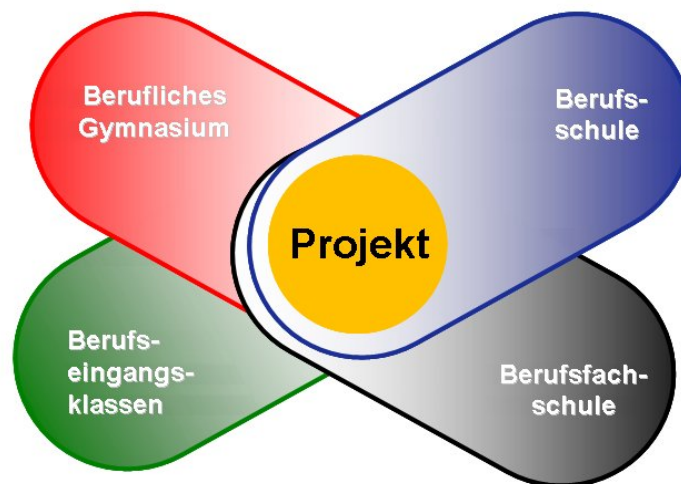 Berufliches
Gymnasium
Berufs-
schule
Projekt
Berufs-
eingangs-
klassen
Berufsfach-
schule